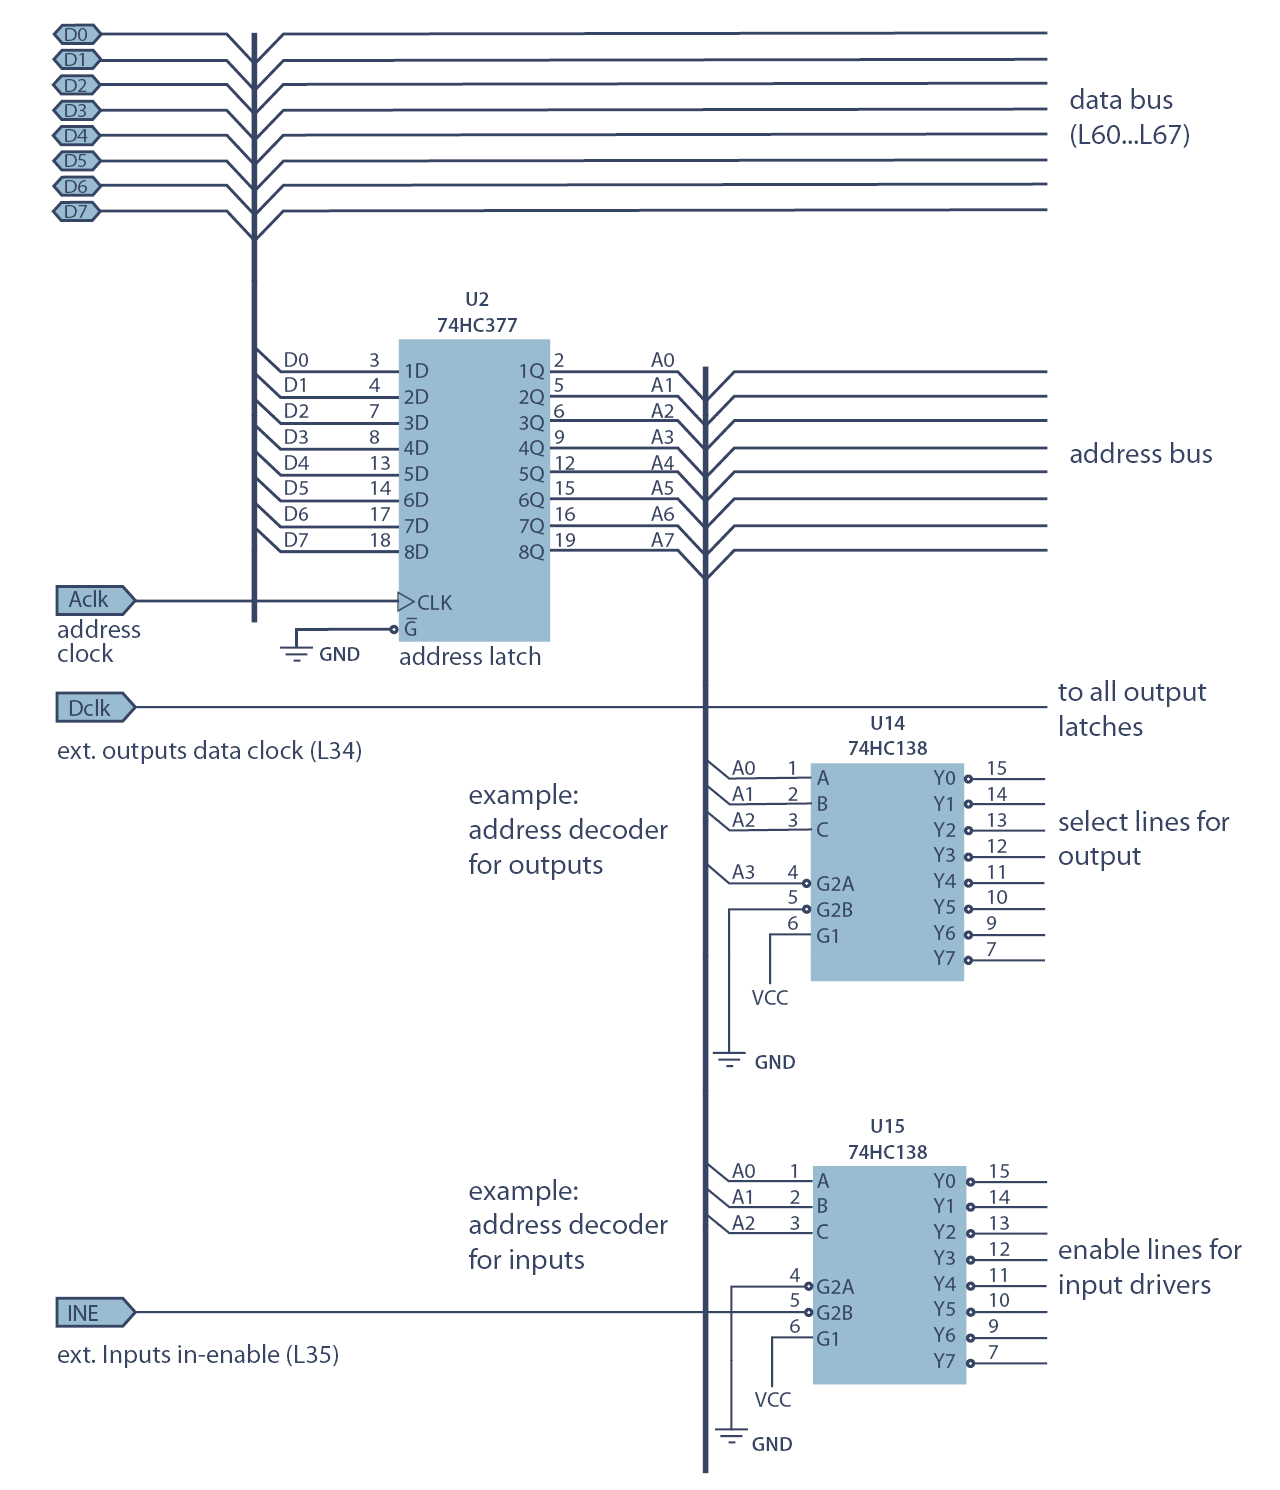 D0
D1
D2
D3
D4
D5
D6
D7
data bus
(L60...L67)
U2
74HC377
D0 3 1D 1Q 2 A0
D1 4 2D 2Q 5 A1
D2 7 3D 3Q 6 A2
D3 8 4D 4Q 9 A3
D4 13 5D 5Q 12 A4
D5 14 6D 6Q 15 A5
D6 17 7D 7Q 16 A6
D7 18 8D 8Q 19 A7
address bus
Aclk
address
clock
CLK
G̅
GND
address latch
Dclk
ext. outputs data clock (L34)
to all output
latches
U14
74HC138
example:
address decoder
for outputs
A0 1 A Y0 15
A1 2 B Y1 14
A2 3 C Y2 13
Y3 12
A3 4 G2A Y4 11
5 G2B Y5 10
6 G1 Y6 9
Y7 7
select lines for
output
VCC
GND
U15
74HC138
example:
address decoder
for inputs
A0 1 A Y0 15
A1 2 B Y1 14
A2 3 C Y2 13
Y3 12
4 G2A Y4 11
5 G2B Y5 10
6 G1 Y6 9
Y7 7
enable lines for
input drivers
INE
ext. Inputs in-enable (L35)
VCC
GND